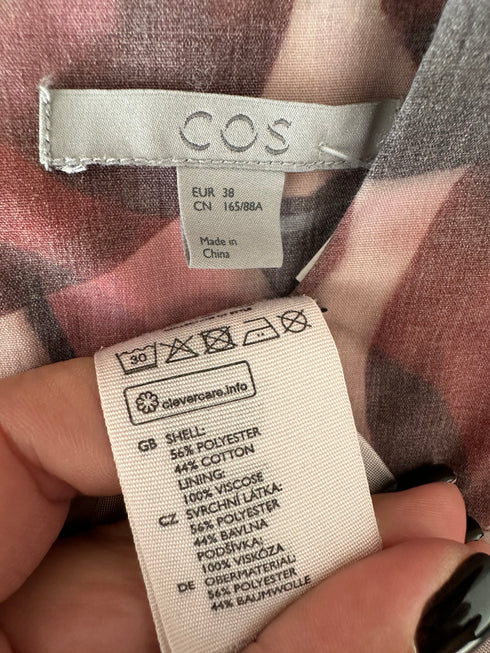 COS
EUR 38
CN 165/88A
Made in
China
30
clevercare.info
GB SHELL:
56% POLYESTER
44% COTTON
LINING:
100% VISCOSE
CZ SVRCHNÍ LÁTKA:
56% POLYESTER
44% BAVLNA
PODŠÍVKA:
100% VISKÓZA
DE OBERMATERIAL:
56% POLYESTER
44% BAUMWOLLE